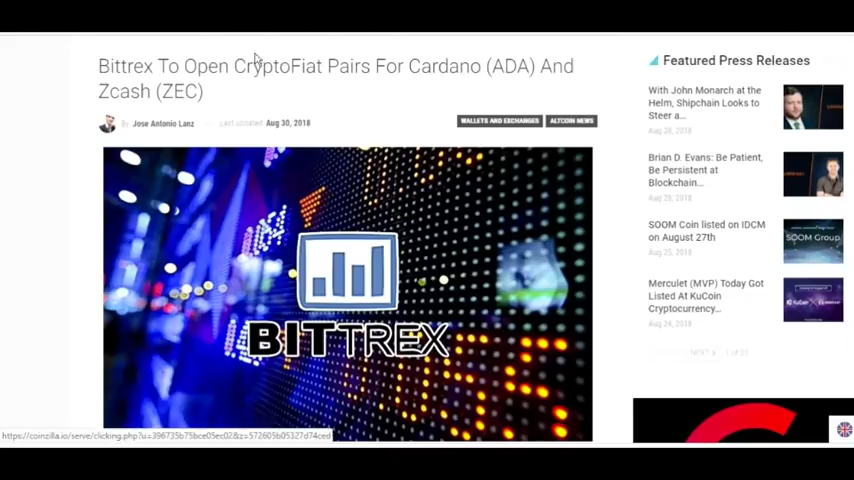 Bittrex To Open CryptoFiat Pairs For Cardano (ADA) And
Zcash (ZEC)
By Jose Antonio Lanz
Last updated Aug 30, 2018
WALLETS AND EXCHANGES
ALTCOIN NEWS
BITTREX
Featured Press Releases
With John Monarch at the
Helm, Shipchain Looks to
Steer a...
Aug 28, 2018
Brian D. Evans: Be Patient,
Be Persistent at
Blockchain...
Aug 28, 2018
SOOM Coin listed on IDCM
on August 27th
Aug 25, 2018
SOOM Group
Merculet (MVP) Today Got
Listed At KuCoin
Cryptocurrency...
Aug 24, 2018
KuCoin
NEXT
https://coinzilla.io/serve/clicking.php?u=396735b75bce05ec02&z=572605b05327d74ced